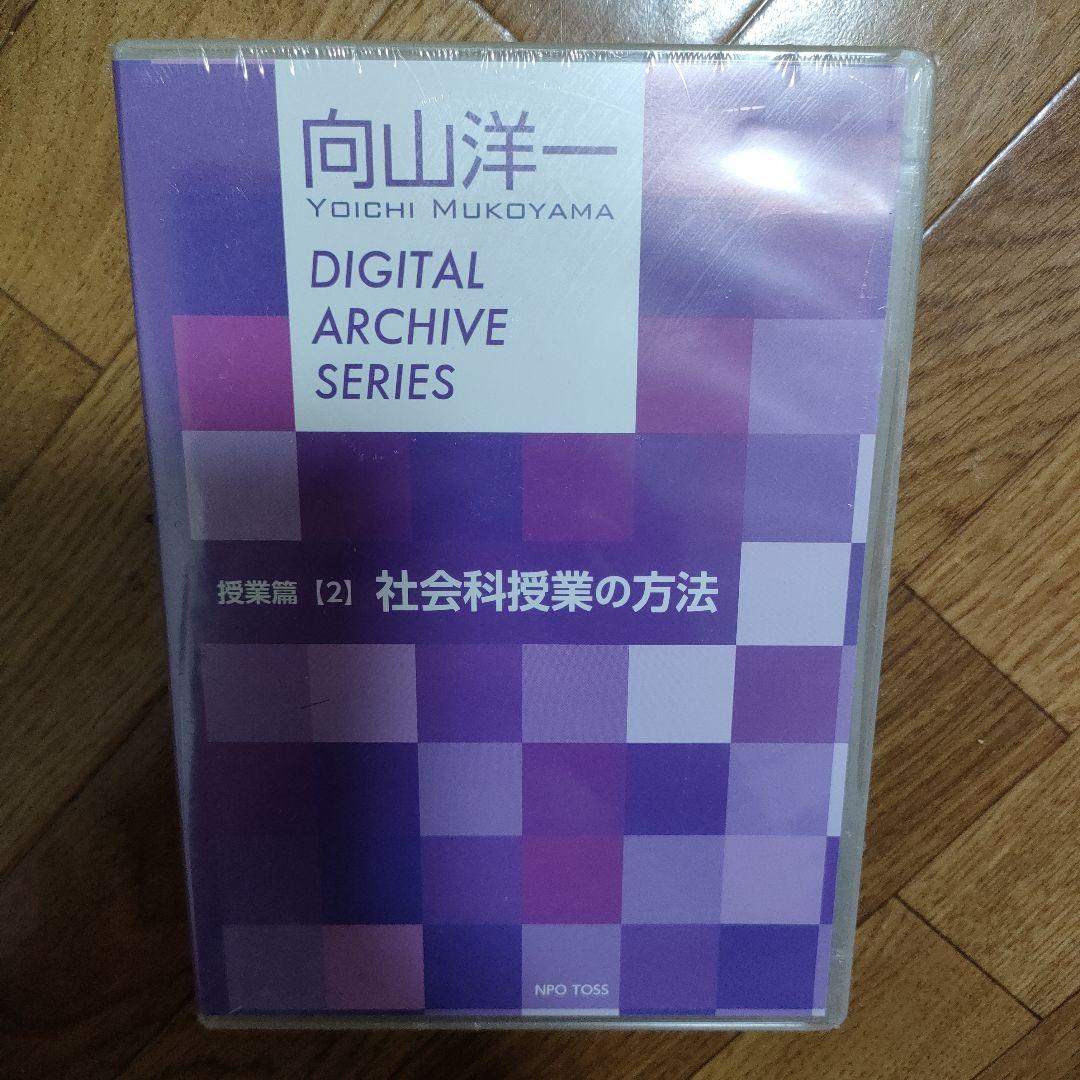 向山洋一
YOICHI MUKOYAMA
DIGITAL
ARCHIVE
SERIES
授業篇【2】 社会科授業の方法
NPO TOSS